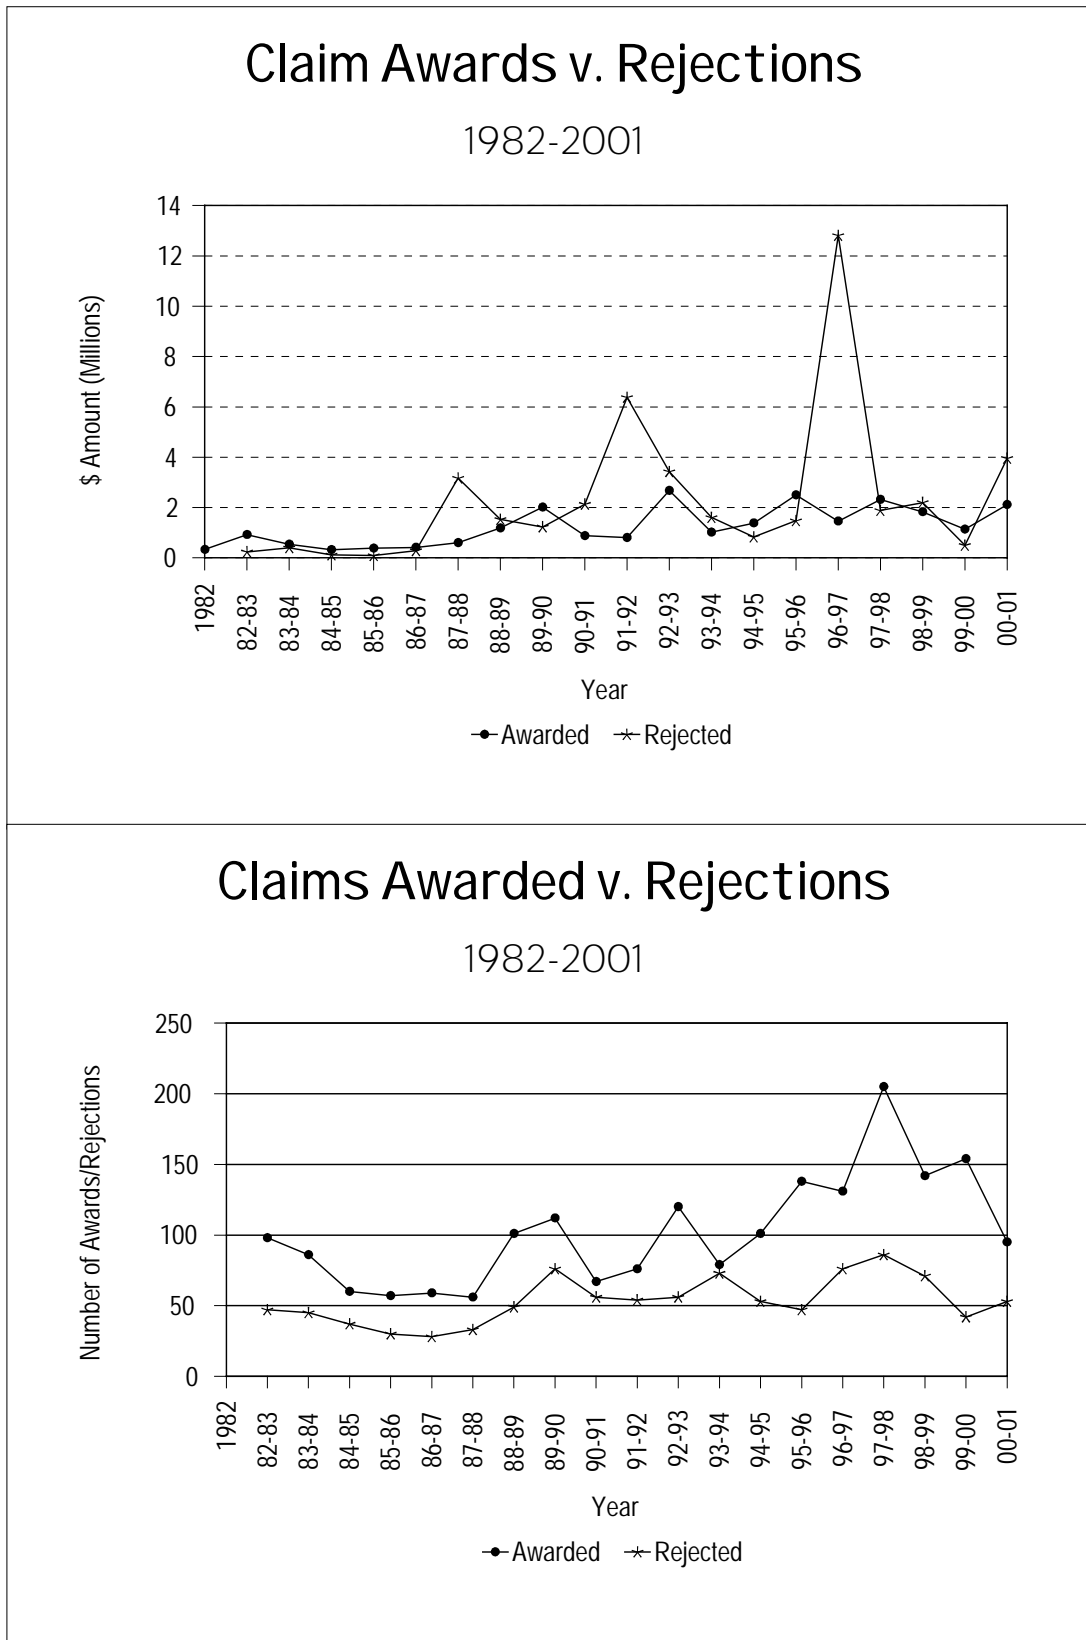 Claim Awards v. Rejections
1982-2001
$ Amount (Millions)
14
12
10
8
6
4
2
0
1982 82-83 83-84 84-85 85-86 86-87 87-88 88-89 89-90 90-91 91-92 92-93 93-94 94-95 95-96 96-97 97-98 98-99 99-00 00-01
Year
Awarded Rejected
Claims Awarded v. Rejections
1982-2001
Number of Awards/Rejections
250
200
150
100
50
0
1982 82-83 83-84 84-85 85-86 86-87 87-88 88-89 89-90 90-91 91-92 92-93 93-94 94-95 95-96 96-97 97-98 98-99 99-00 00-01
Year
Awarded Rejected